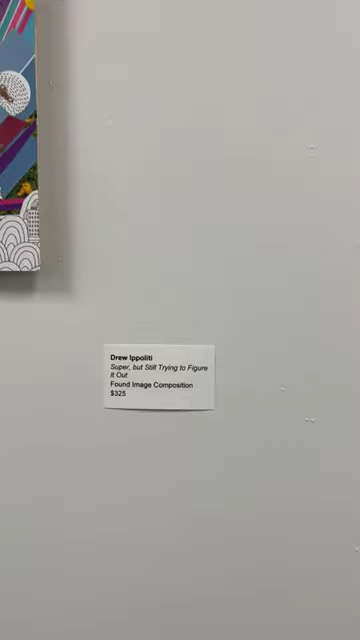 Drew Ippoliti
Super, but Still Trying to Figure
it Out
Found Image Composition
$325